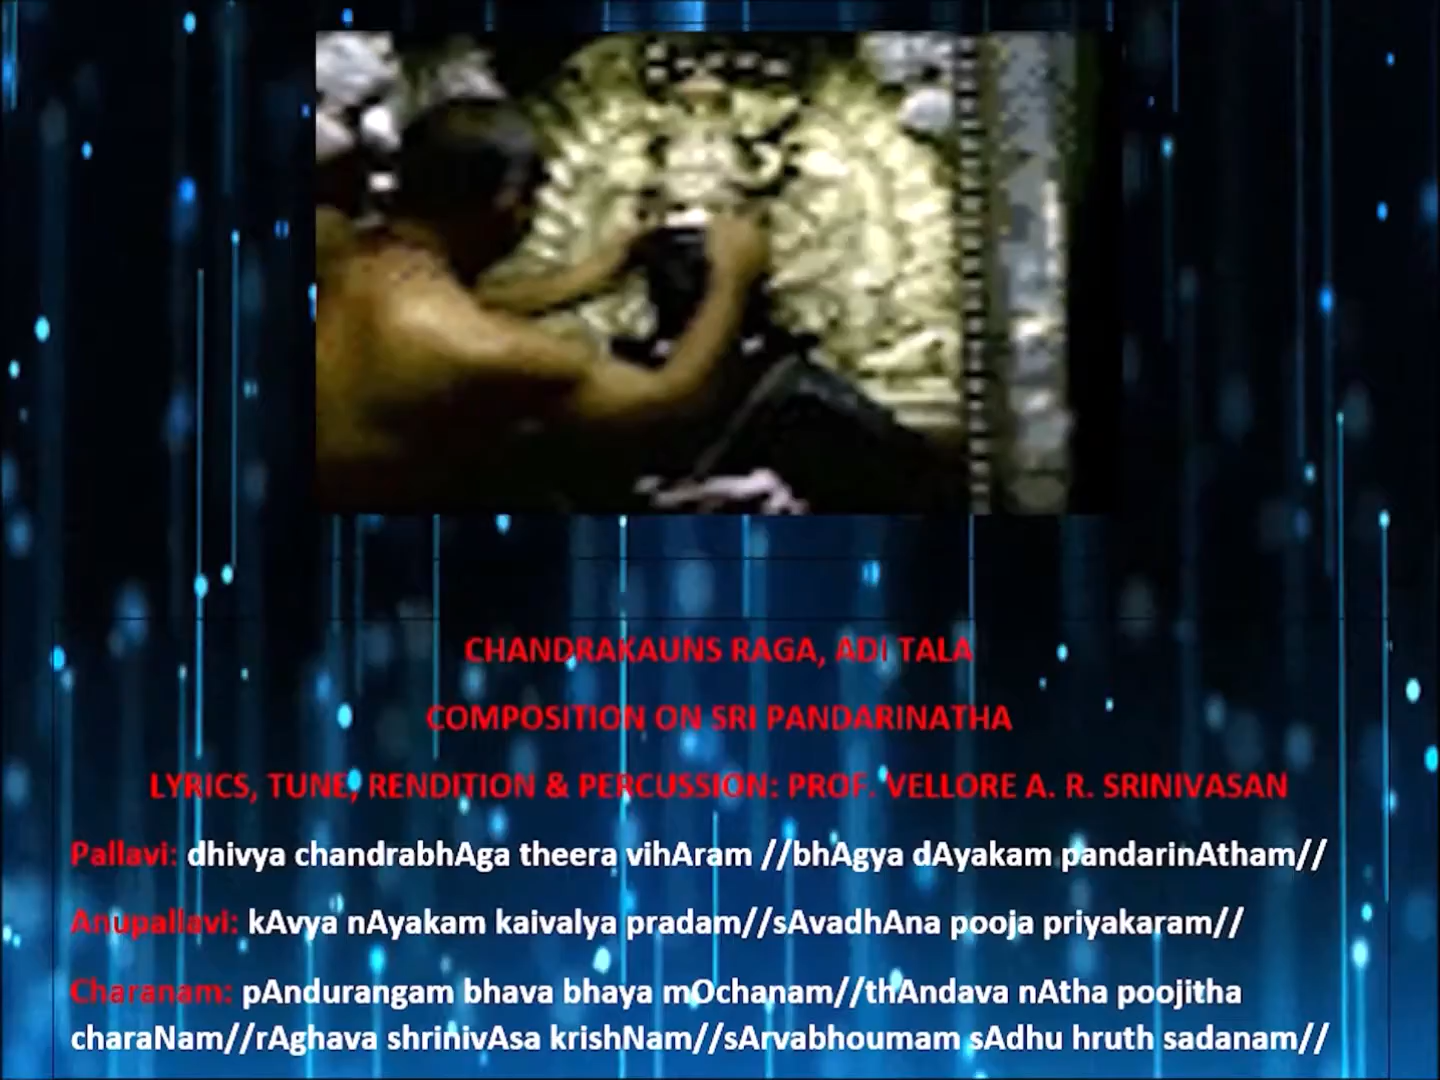 CHANDRAKAUNS RAGA, ADI TALA
COMPOSITION ON SRI PANDARINATHA
LYRICS, TUNE, RENDITION & PERCUSSION: PROF. VELLORE A. R. SRINIVASAN
Pallavi: dhivya chandrabhAga theera vihAram //bhAgya dAyakam pandarinAtham//
Anupallavi: kAvya nAyakam kaivalya pradam//sAvadhAna pooja priyakaram//
Charanam: pAndurangam bhava bhaya mOchanam//thAndava nAtha poojitha
charaNam//rAghava shrinivAsa krishNam//sArvabhoumam sAdhu hruth sadanam//